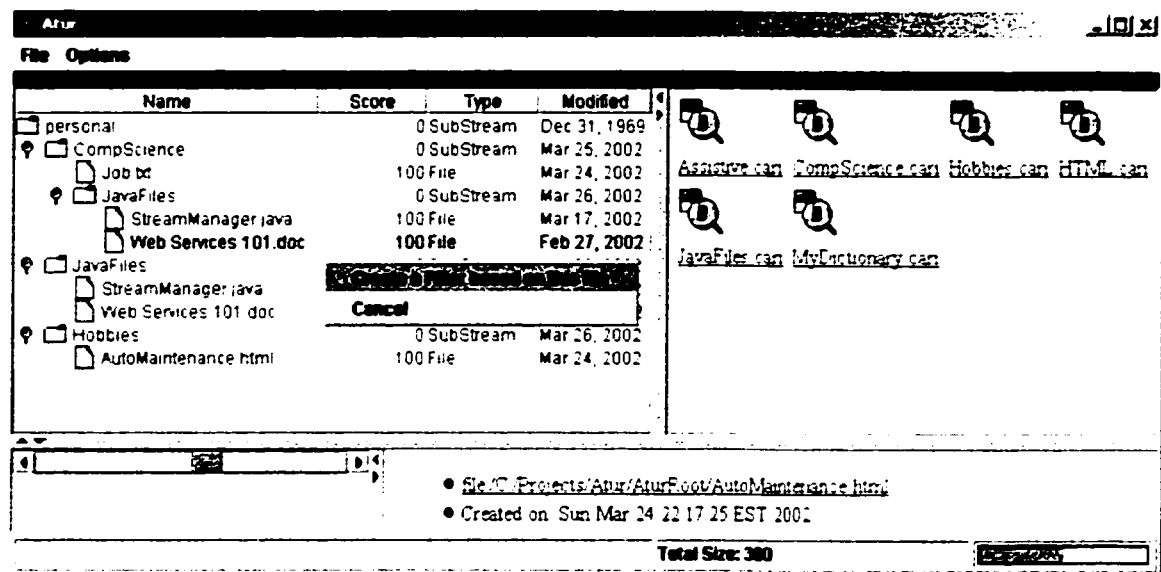 Atur
File Options
Name Score Type Modified
personal 0 SubStream Dec 31, 1969
CompScience 0 SubStream Mar 25, 2002
Job txt 100 File Mar 24, 2002
JavaFiles 0 SubStream Mar 26, 2002
StreamManager java 100 File Mar 17, 2002
Web Services 101.doc 100 File Feb 27, 2002
JavaFiles
StreamManager java
Web Services 101 doc Cancel
Hobbies 0 SubStream Mar 26, 2002
AutoMaintenance html 100 File Mar 24, 2002
Assistive can CompScience can Hobbies can HTML can
JavaFiles can MyDictionary can
file/C:/Projects/Atur/AturRoot/AutoMaintenance html
Created on Sun Mar 24 22 17 25 EST 2002
Total Size: 380